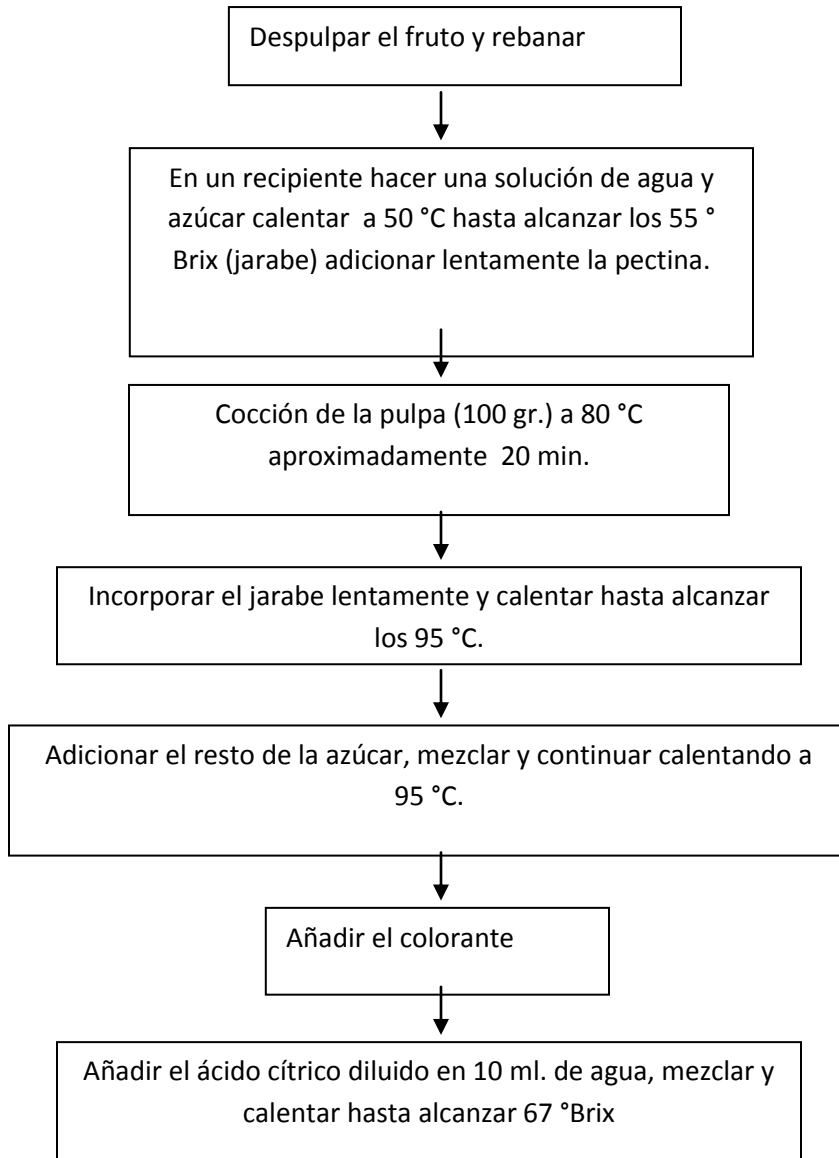 Despulpar el fruto y rebanar
En un recipiente hacer una solución de agua y
azúcar calentar a 50 °C hasta alcanzar los 55 °
Brix (jarabe) adicionar lentamente la pectina.
Cocción de la pulpa (100 gr.) a 80 °C
aproximadamente 20 min.
Incorporar el jarabe lentamente y calentar hasta alcanzar
los 95 °C.
Adicionar el resto de la azúcar, mezclar y continuar calentando a
95 °C.
Añadir el colorante
Añadir el ácido cítrico diluido en 10 ml. de agua, mezclar y
calentar hasta alcanzar 67 °Brix